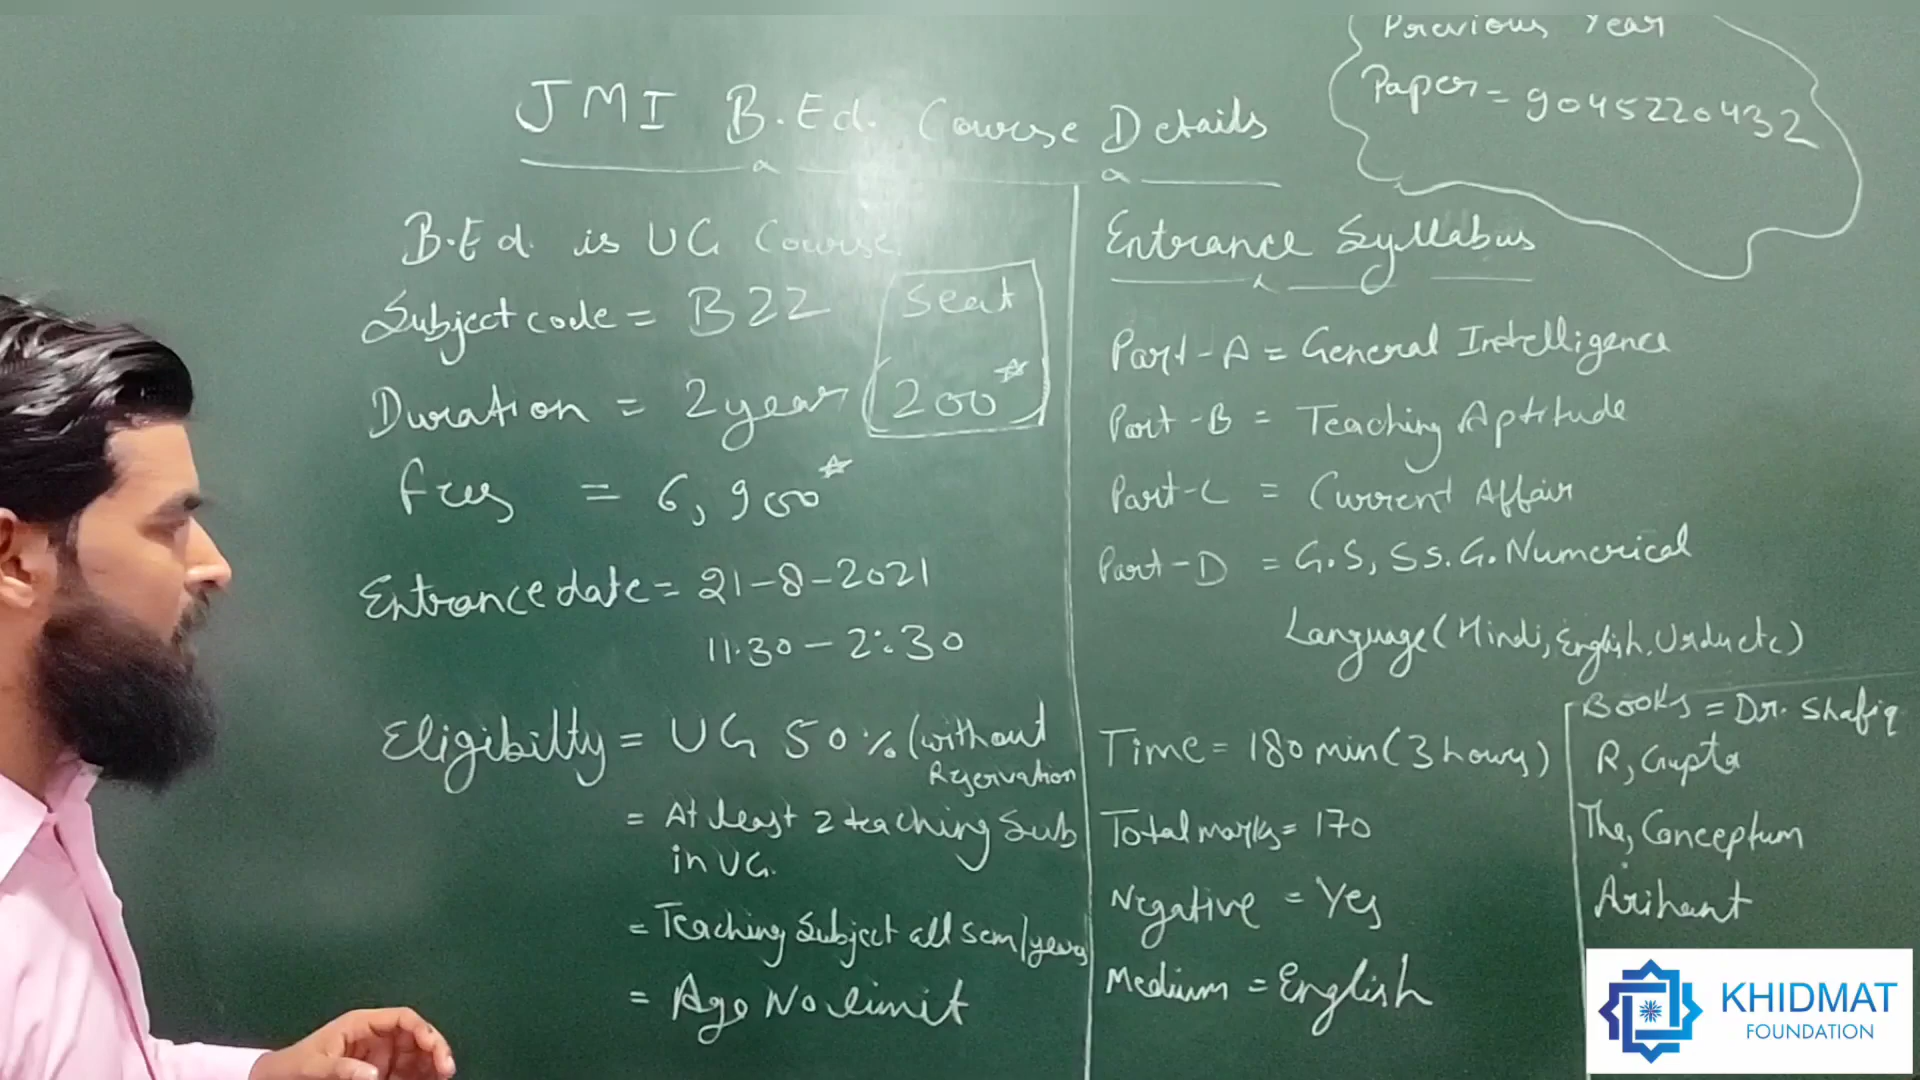 Previous Year
Paper = 9045220432
JMI B.Ed. Course Details
B.Ed. is UG Course
Subject code = B22
Seat
200*
Duration = 2 year
fees = 6,900*
Entrance date = 21-8-2021
11.30 - 2:30
Eligibilty = UG 50% (without
Reservation
= At least 2 teaching Sub
in UG.
= Teaching Subject all sem/years
= Age No limit
Entrance Syllabus
Part-A = General Intelligence
Part-B = Teaching Aptitude
Part-C = Current Affair
Part-D = G.S, SS. G. Numerical
Language (Hindi, English, Urdu etc)
Time = 180 min (3 hours)
Total marks = 170
Negative = Yes
Medium = English
Books = Dr. Shafiq
R, Gupta
The, Conceptum
Arihant
KHIDMAT
FOUNDATION